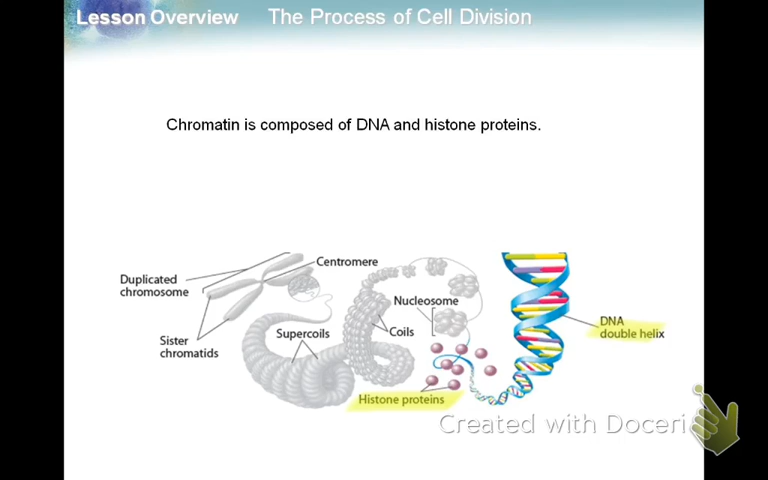 Lesson Overview The Process of Cell Division
Chromatin is composed of DNA and histone proteins.
Centromere
Duplicated
chromosome
Nucleosome
DNA
double helix
Supercoils
Coils
Sister
chromatids
Histone proteins
Created with Doceri